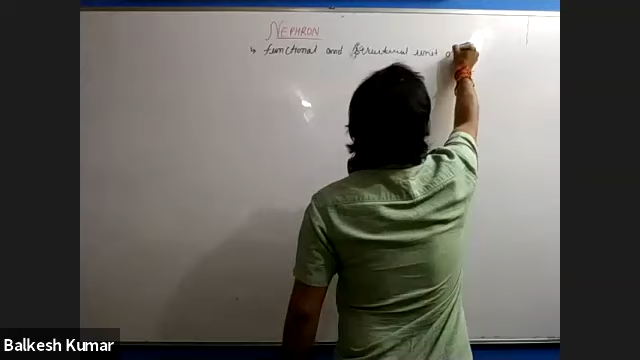 NEPHRON
↳ functional and Structural unit o
Balkesh Kumar